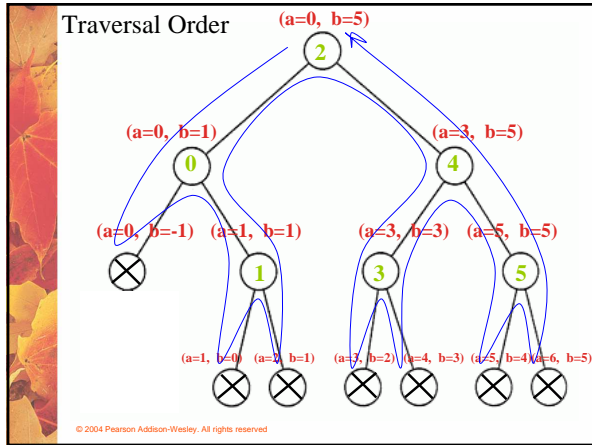 Traversal Order
(a=0, b=5)
2
(a=0, b=1)
(a=3, b=5)
0
4
(a=0, b=-1)
(a=1, b=1)
(a=3, b=3)
(a=5, b=5)
1
3
5
(a=1, b=0)
(a=2, b=1)
(a=3, b=2)
(a=4, b=3)
(a=5, b=4)
(a=6, b=5)
© 2004 Pearson Addison-Wesley. All rights reserved